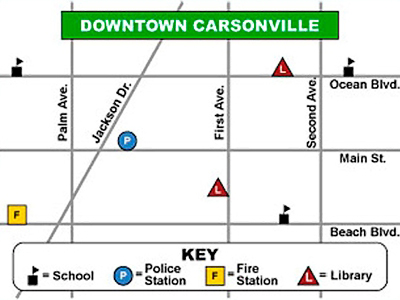 DOWNTOWN CARSONVILLE
L
Ocean Blvd.
Palm Ave.
Jackson Dr.
First Ave.
Second Ave.
P
Main St.
L
F
Beach Blvd.
KEY
= School
P = Police Station
F = Fire Station
L = Library